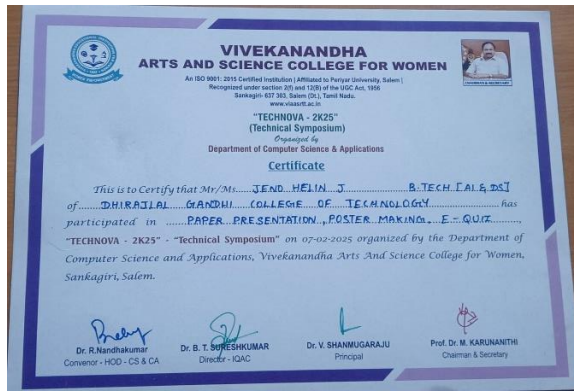 VIVEKANANDHA
ARTS AND SCIENCE COLLEGE FOR WOMEN
An ISO 9001: 2015 Certified Institution | Affiliated to Periyar University, Salem |
Recognized under section 2(f) and 12(B) of the UGC Act, 1956
Sankagiri- 637 303, Salem (Dt.), Tamil Nadu.
"TECHNOVA - 2K25"
(Technical Symposium)
Organized by
Department of Computer Science & Applications
Certificate
This is to Certify that Mr/Ms. JENO HELIN J B.TECH [AI & DS]
of DHIRAJLAL GANDHI COLLEGE OF TECHNOLOGY has
participated in PAPER PRESENTATION, POSTER MAKING, E-QUIZ
"TECHNOVA - 2K25" - "Technical Symposium" on 07-02-2025 organized by the Department of
Computer Science and Applications, Vivekanandha Arts And Science College for Women,
Sankagiri, Salem.
Dr. R.Nandhakumar
Convenor - HOD - CS & CA
Dr. B. T. SURESHKUMAR
Director - IQAC
Dr. V. SHANMUGARAJU
Principal
Prof. Dr. M. KARUNANITHI
Chairman & Secretary